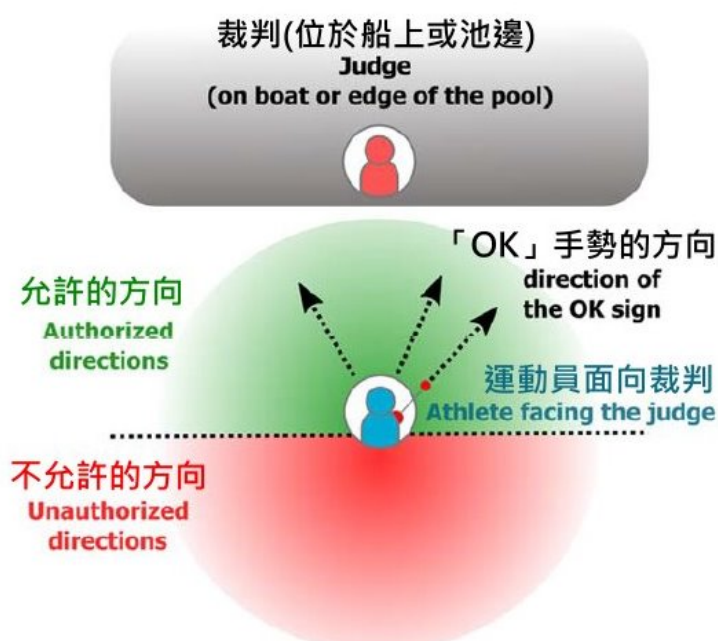 裁判(位於船上或池邊)
Judge
(on boat or edge of the pool)
「OK」手勢的方向
direction of
the OK sign
允許的方向
Authorized
directions
運動員面向裁判
Athlete facing the judge
不允許的方向
Unauthorized
directions